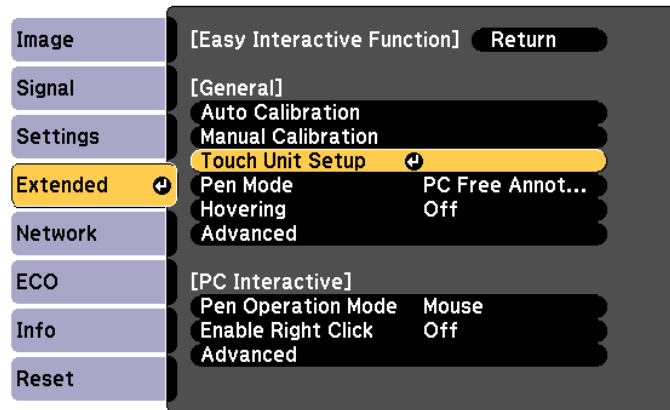 Image
Signal
Settings
Extended
Network
ECO
Info
Reset
[Easy Interactive Function] Return
[General]
Auto Calibration
Manual Calibration
Touch Unit Setup
Pen Mode PC Free Annot...
Hovering Off
Advanced
[PC Interactive]
Pen Operation Mode Mouse
Enable Right Click Off
Advanced